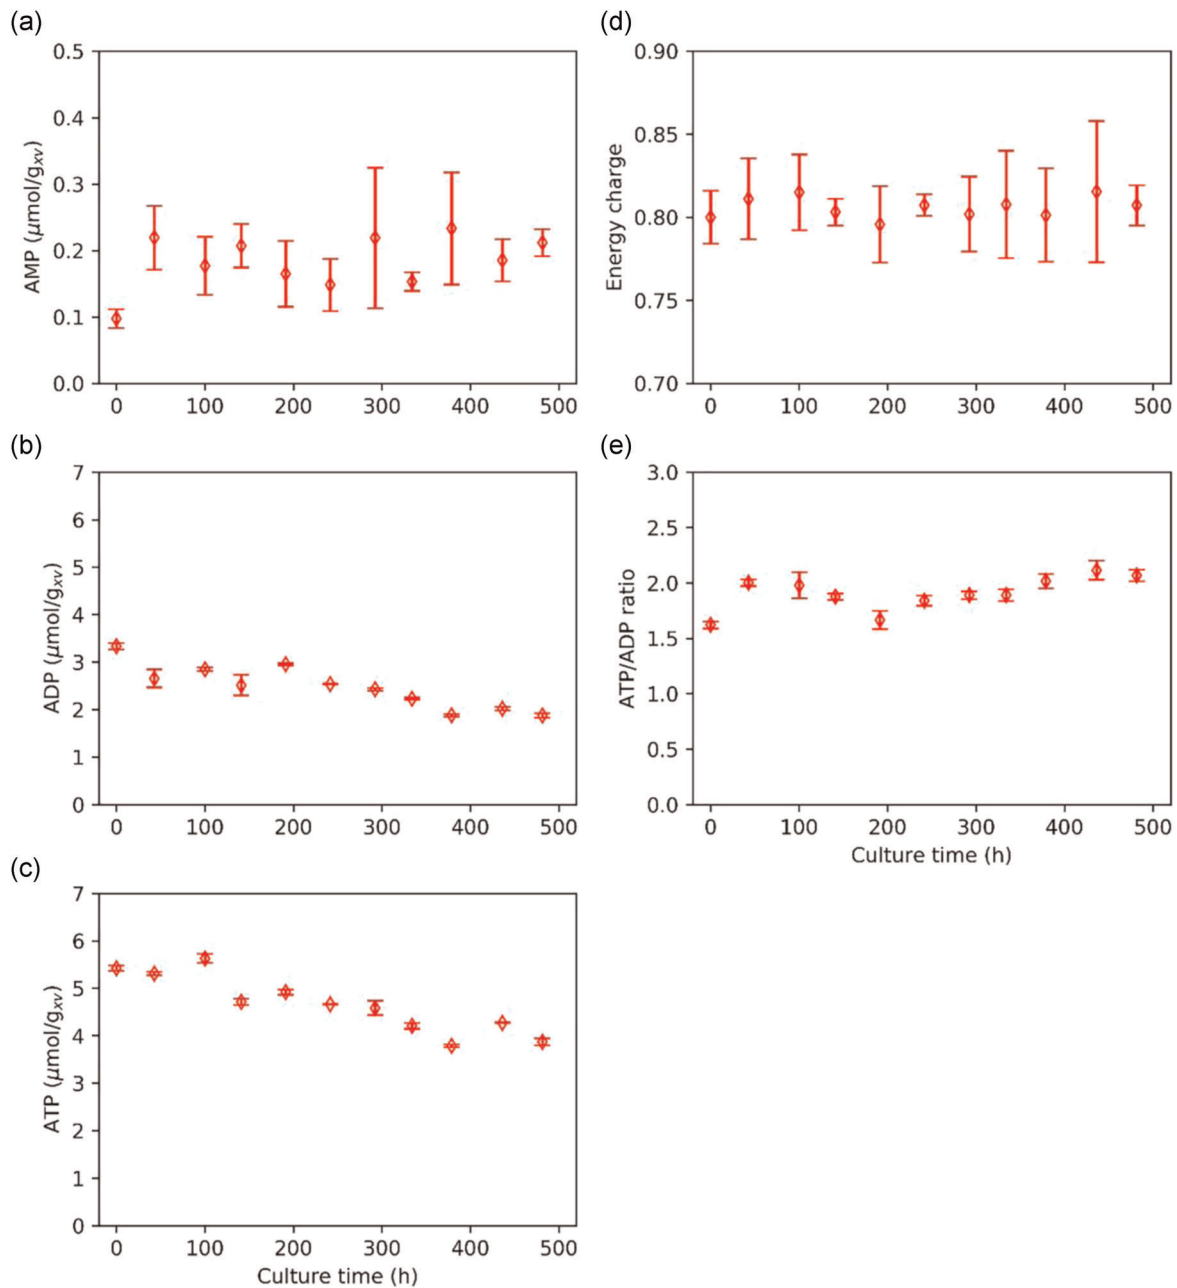 (a)
0.5
0.4
0.3
0.2
0.1
0.0
AMP (μmol/g_xv)
0 100 200 300 400 500
(b)
7
6
5
4
3
2
1
0
ADP (μmol/g_xv)
0 100 200 300 400 500
(c)
7
6
5
4
3
2
1
0
ATP (μmol/g_xv)
0 100 200 300 400 500
Culture time (h)
(d)
0.90
0.85
0.80
0.75
0.70
Energy charge
0 100 200 300 400 500
(e)
3.0
2.5
2.0
1.5
1.0
0.5
0.0
ATP/ADP ratio
0 100 200 300 400 500
Culture time (h)